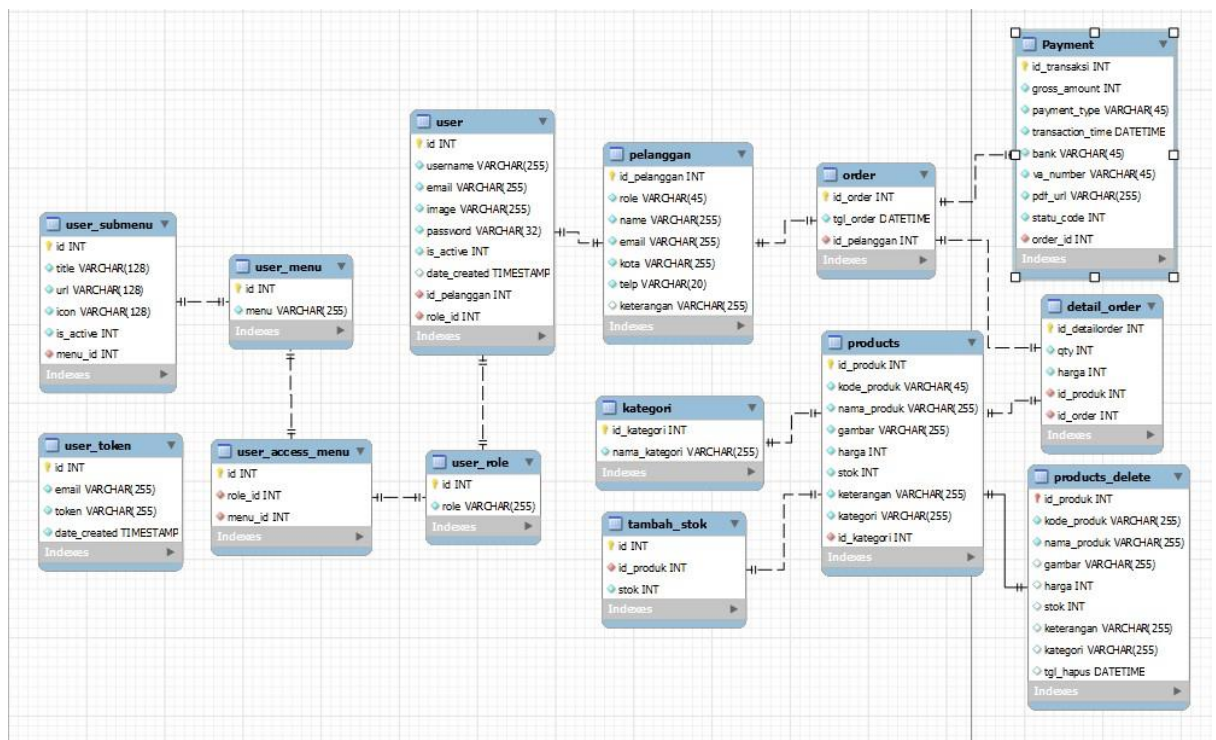 user_submenu
id INT
title VARCHAR(128)
url VARCHAR(128)
icon VARCHAR(128)
is_active INT
menu_id INT
Indexes
user_token
id INT
email VARCHAR(255)
token VARCHAR(255)
date_created TIMESTAMP
Indexes
user_menu
id INT
menu VARCHAR(255)
Indexes
user_access_menu
id INT
role_id INT
menu_id INT
Indexes
user
id INT
username VARCHAR(255)
email VARCHAR(255)
image VARCHAR(255)
password VARCHAR(32)
is_active INT
date_created TIMESTAMP
id_pelanggan INT
role_id INT
Indexes
user_role
id INT
role VARCHAR(255)
Indexes
pelanggan
id_pelanggan INT
role VARCHAR(45)
name VARCHAR(255)
email VARCHAR(255)
kota VARCHAR(255)
telp VARCHAR(20)
keterangan VARCHAR(255)
Indexes
kategori
id_kategori INT
nama_kategori VARCHAR(255)
Indexes
tambah_stok
id INT
id_produk INT
stok INT
Indexes
order
id_order INT
tgl_order DATETIME
id_pelanggan INT
Indexes
products
id_produk INT
kode_produk VARCHAR(45)
nama_produk VARCHAR(255)
gambar VARCHAR(255)
harga INT
stok INT
keterangan VARCHAR(255)
kategori VARCHAR(255)
id_kategori INT
Indexes
Payment
id_transaksi INT
gross_amount INT
payment_type VARCHAR(45)
transaction_time DATETIME
bank VARCHAR(45)
va_number VARCHAR(45)
pdf_url VARCHAR(255)
statu_code INT
order_id INT
Indexes
detail_order
id_detailorder INT
qty INT
harga INT
id_produk INT
id_order INT
Indexes
products_delete
id_produk INT
kode_produk VARCHAR(255)
nama_produk VARCHAR(255)
gambar VARCHAR(255)
harga INT
stok INT
keterangan VARCHAR(255)
kategori VARCHAR(255)
tgl_hapus DATETIME
Indexes